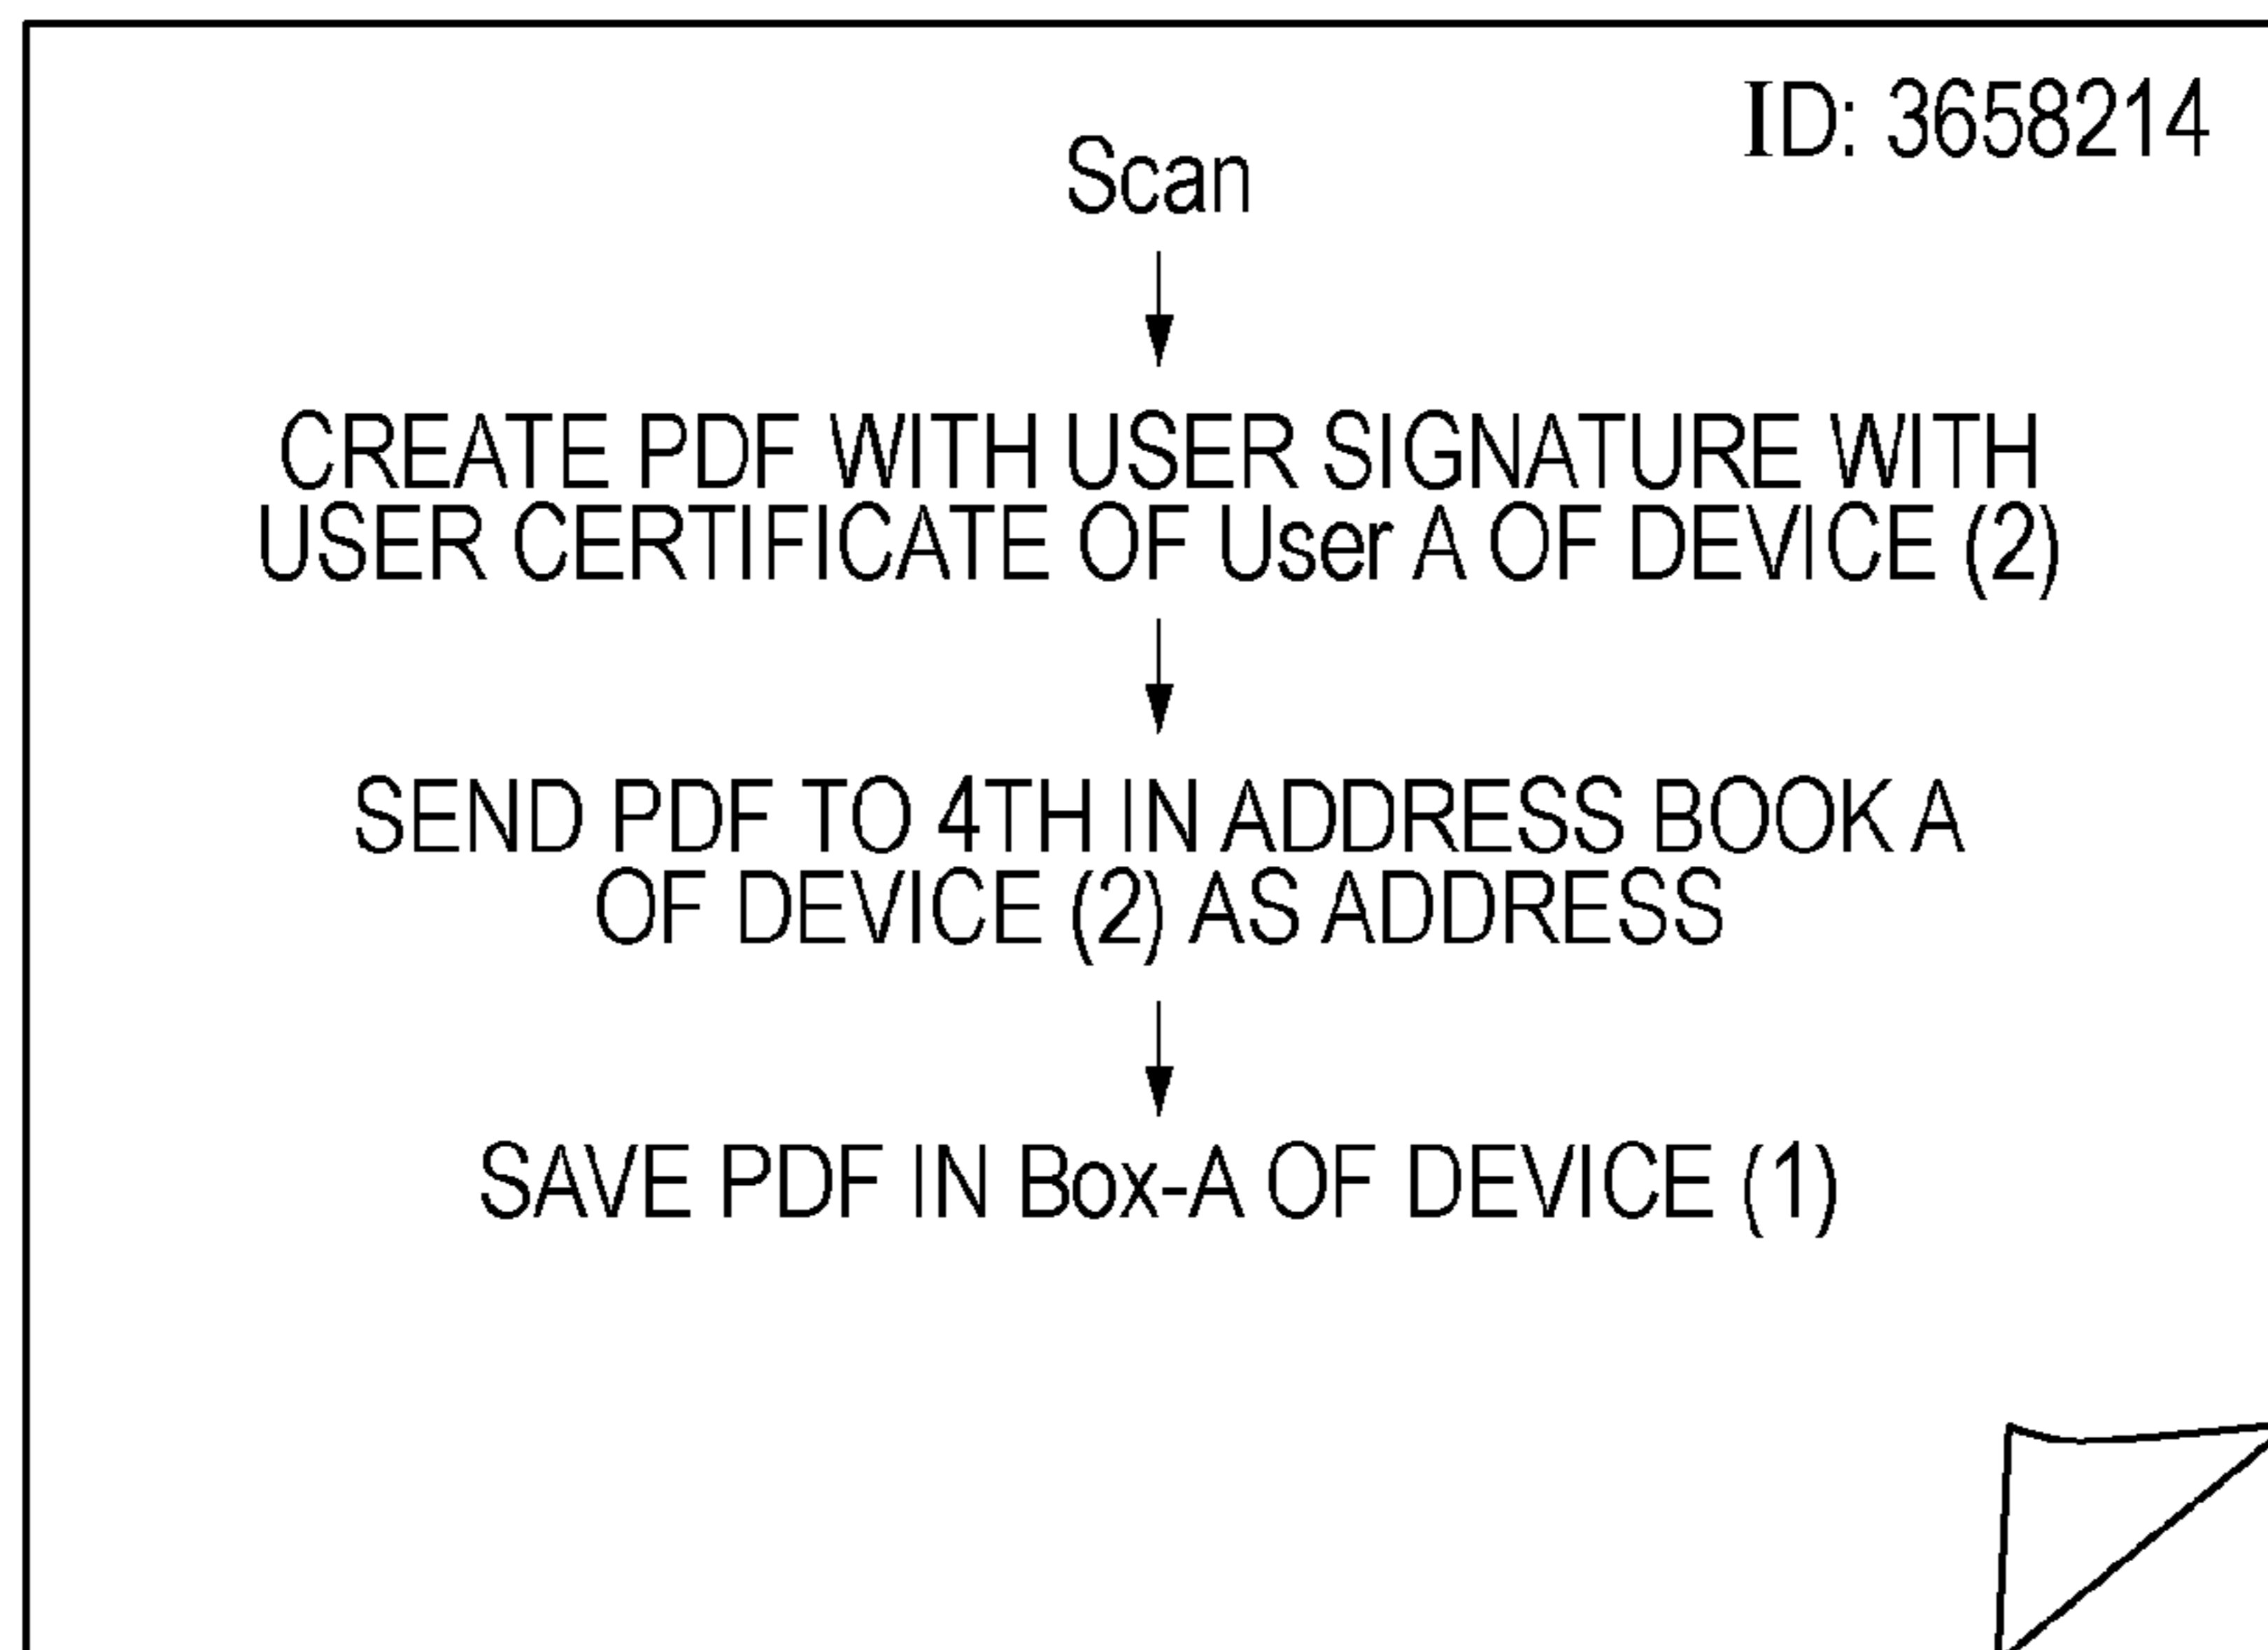 ID: 3658214
Scan
CREATE PDF WITH USER SIGNATURE WITH
USER CERTIFICATE OF User A OF DEVICE (2)
SEND PDF TO 4TH IN ADDRESS BOOK A
OF DEVICE (2) AS ADDRESS
SAVE PDF IN Box-A OF DEVICE (1)